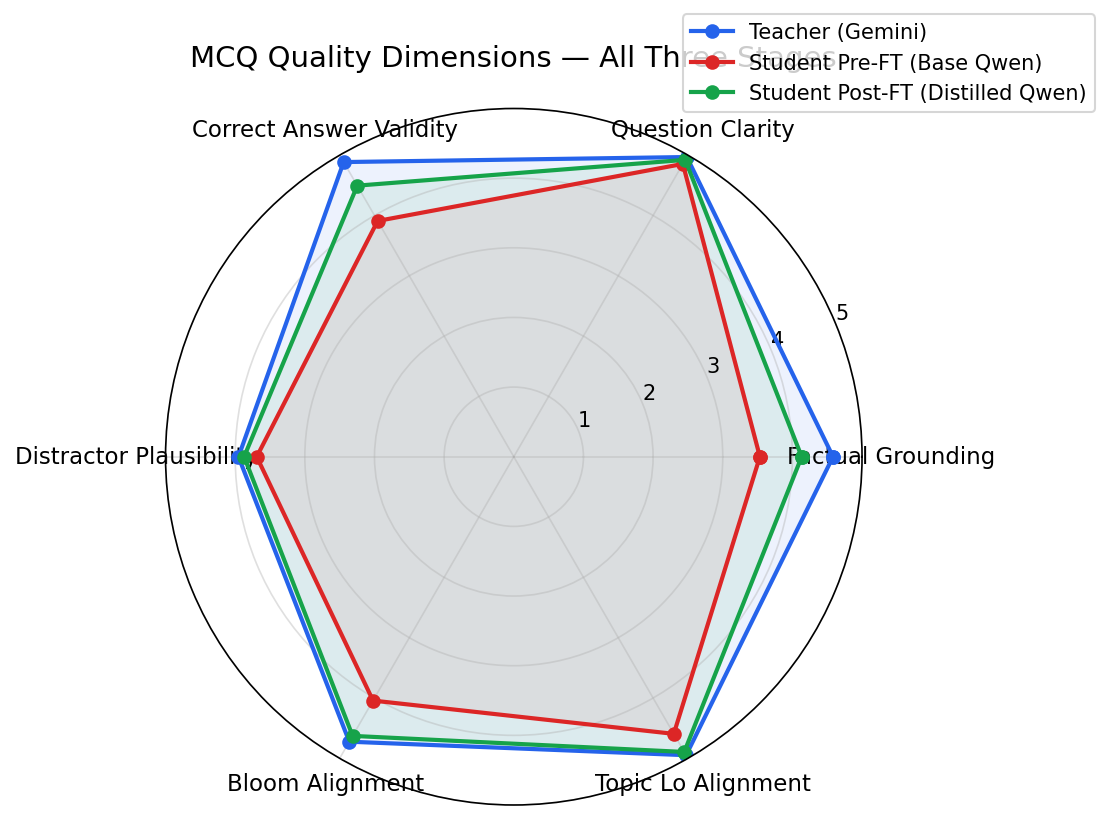 Teacher (Gemini)
MCQ Quality Dimensions — All Three Stages
Student Pre-FT (Base Qwen)
Student Post-FT (Distilled Qwen)
Correct Answer Validity
Question Clarity
5
4
3
2
1
Distractor Plausibility
Factual Grounding
Bloom Alignment
Topic Lo Alignment